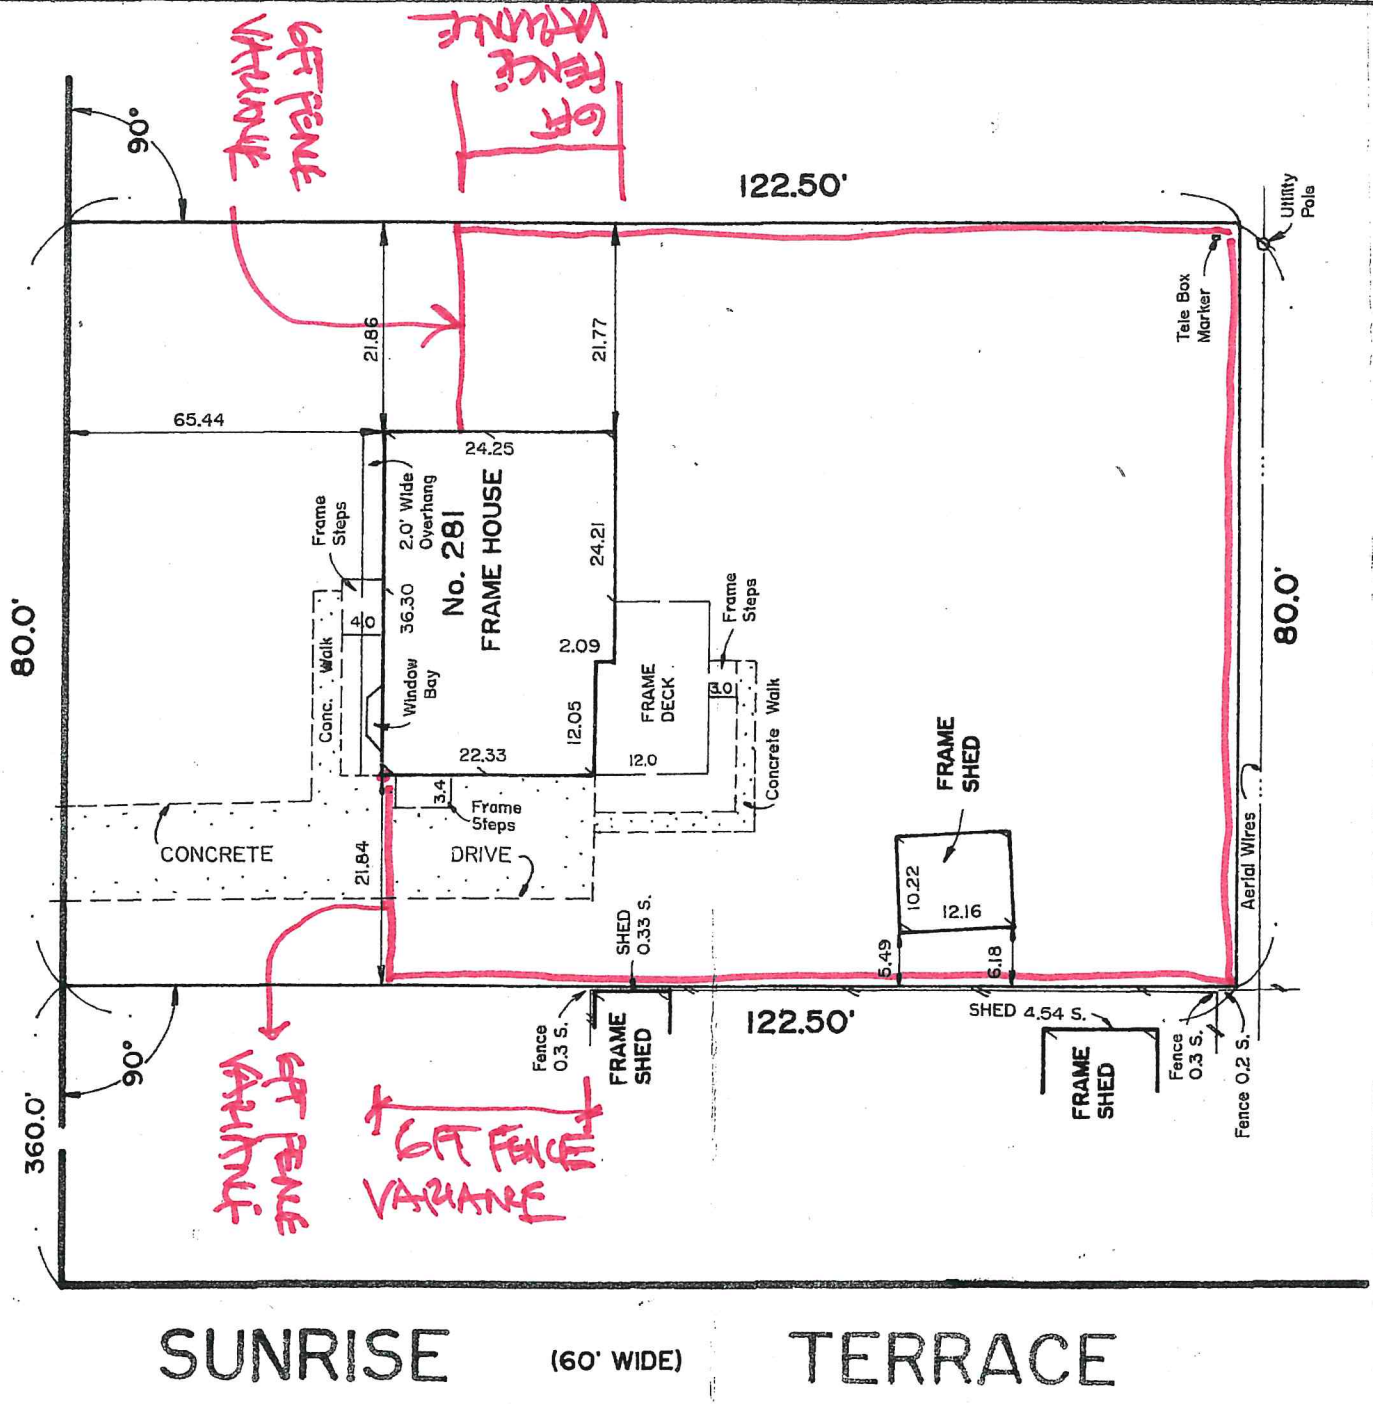 6FT FENCE
VARIANCE
6FT
FENCE
VARIANCE
90°
122.50'
Utility
Pole
Tele Box
Marker
21.86
21.77
65.44
24.25
Frame
Steps
2.0' Wide
Overhang
No. 281
FRAME HOUSE
24.21
36.30
4.0
80.0'
80.0'
Conc. Walk
Window
Bay
2.09
FRAME
DECK
Frame
Steps
3.0
12.05
22.33
12.0
Concrete Walk
3.4
Frame
Steps
CONCRETE
DRIVE
21.84
FRAME
SHED
10.22
12.16
5.49
6.18
Aerial Wires
SHED
0.33 S.
Fence
0.3 S.
FRAME
SHED
122.50'
SHED 4.54 S.
FRAME
SHED
Fence
0.3 S.
Fence 0.2 S.
90°
360.0'
6FT FENCE
VARIANCE
6FT FENCE
VARIANCE
SUNRISE (60' WIDE) TERRACE